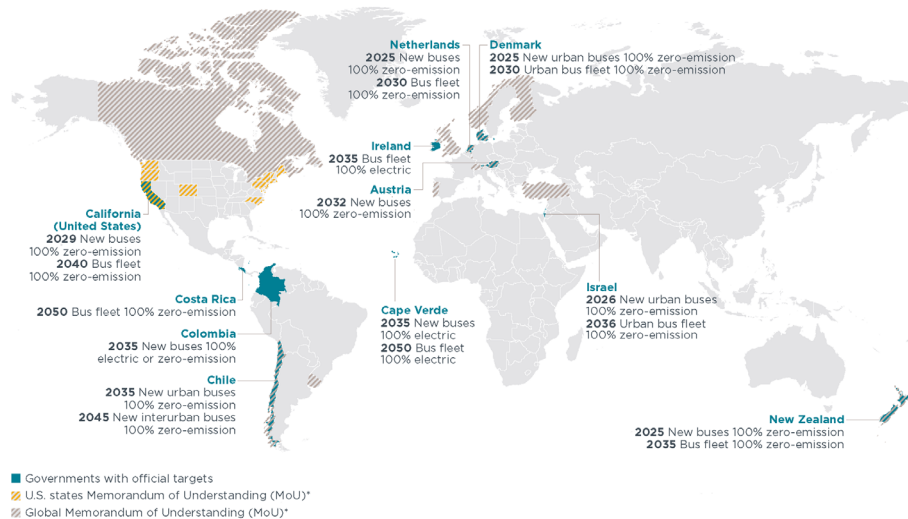 Netherlands
2025 New buses
100% zero-emission
2030 Bus fleet
100% zero-emission
Denmark
2025 New urban buses 100% zero-emission
2030 Urban bus fleet 100% zero-emission
Ireland
2035 Bus fleet
100% electric
Austria
2032 New buses
100% zero-emission
California
(United States)
2029 New buses
100% zero-emission
2040 Bus fleet
100% zero-emission
Costa Rica
2050 Bus fleet 100% zero-emission
Colombia
2035 New buses 100%
electric or zero-emission
Chile
2035 New urban buses
100% zero-emission
2045 New interurban buses
100% zero-emission
Cape Verde
2035 New buses
100% electric
2050 Bus fleet
100% electric
Israel
2026 New urban buses
100% zero-emission
2036 Urban bus fleet
100% zero-emission
New Zealand
2025 New buses 100% zero-emission
2035 Bus fleet 100% zero-emission
Governments with official targets
U.S. states Memorandum of Understanding (MoU)*
Global Memorandum of Understanding (MoU)*